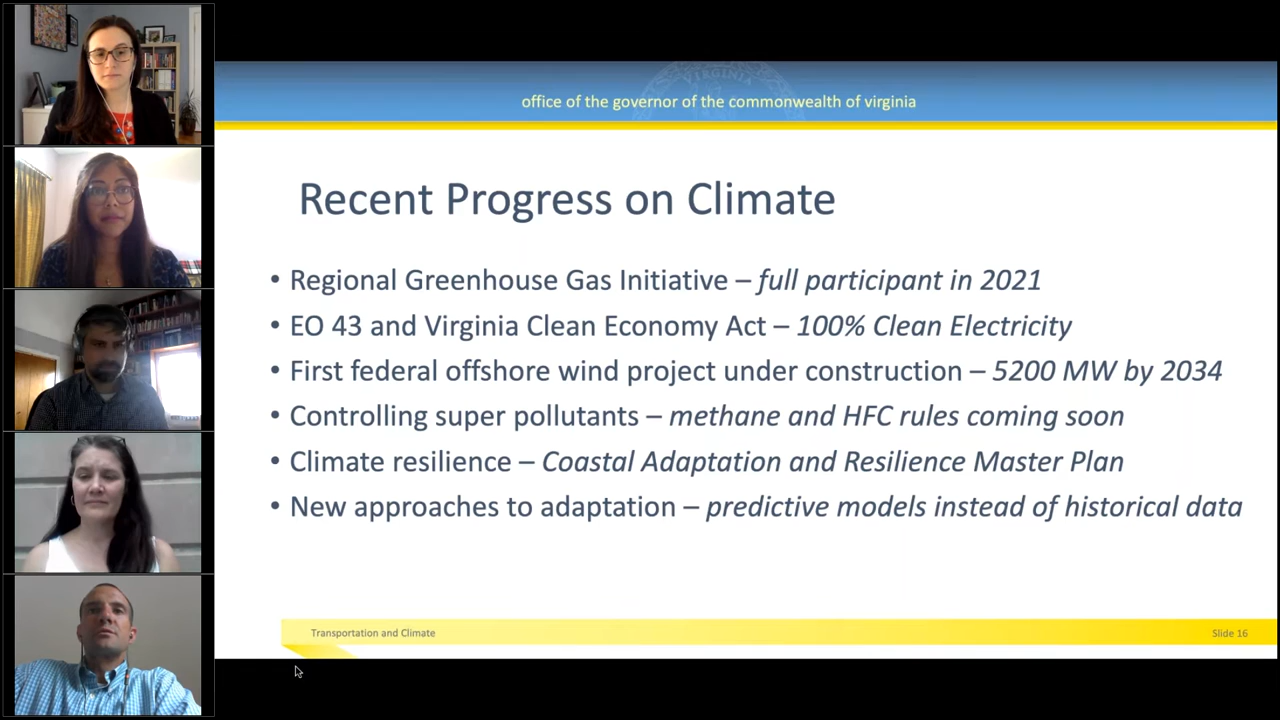 VIRGINIA
office of the governor of the commonwealth of virginia
Recent Progress on Climate
• Regional Greenhouse Gas Initiative – full participant in 2021
• EO 43 and Virginia Clean Economy Act – 100% Clean Electricity
• First federal offshore wind project under construction – 5200 MW by 2034
• Controlling super pollutants – methane and HFC rules coming soon
• Climate resilience – Coastal Adaptation and Resilience Master Plan
• New approaches to adaptation – predictive models instead of historical data
Transportation and Climate
Slide 16